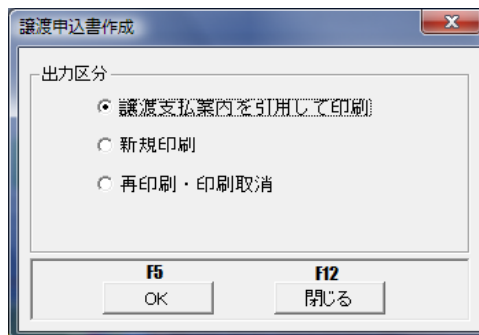 譲渡申込書作成
出力区分
譲渡支払案内を引用して印刷
新規印刷
再印刷・印刷取消
F5 F12
OK 閉じる